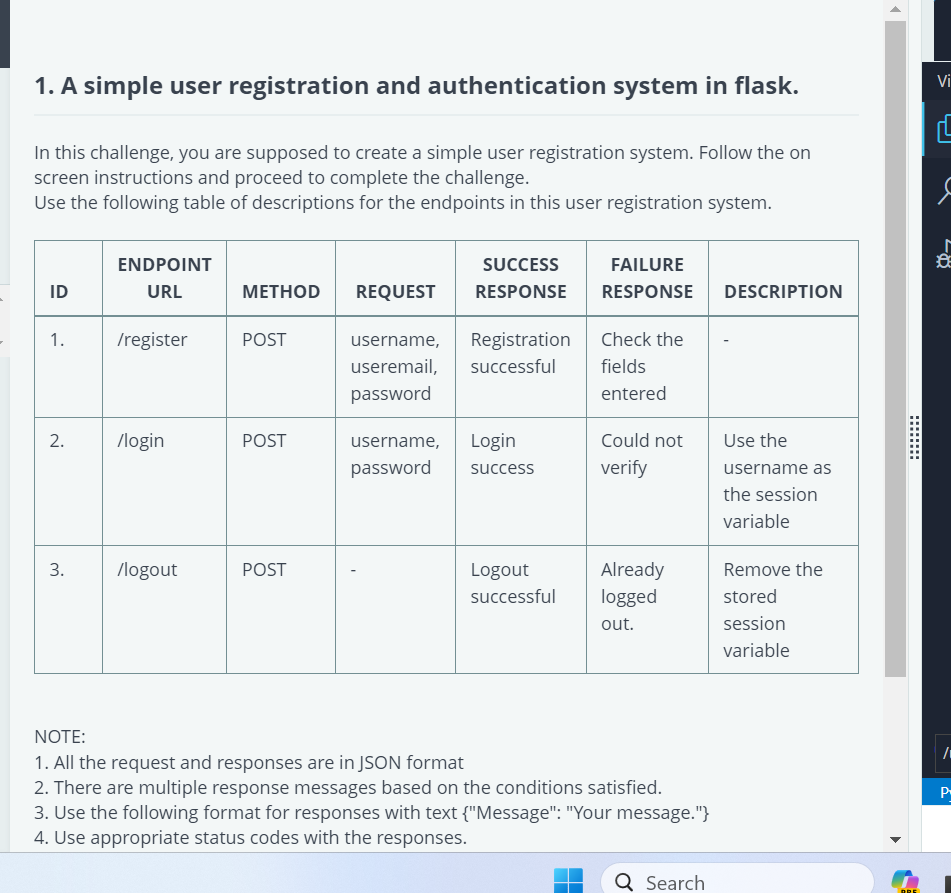 1. A simple user registration and authentication system in flask.
In this challenge, you are supposed to create a simple user registration system. Follow the on
screen instructions and proceed to complete the challenge.
Use the following table of descriptions for the endpoints in this user registration system.
ID
ENDPOINT
URL
METHOD
REQUEST
SUCCESS
RESPONSE
FAILURE
RESPONSE
DESCRIPTION
1.
/register
POST
username,
useremail,
password
Registration
successful
Check the
fields
entered
-
2.
/login
POST
username,
password
Login
success
Could not
verify
Use the
username as
the session
variable
3.
/logout
POST
-
Logout
successful
Already
logged
out.
Remove the
stored
session
variable
NOTE:
1. All the request and responses are in JSON format
2. There are multiple response messages based on the conditions satisfied.
3. Use the following format for responses with text {"Message": "Your message."}
4. Use appropriate status codes with the responses.
Vi
Search
PRE